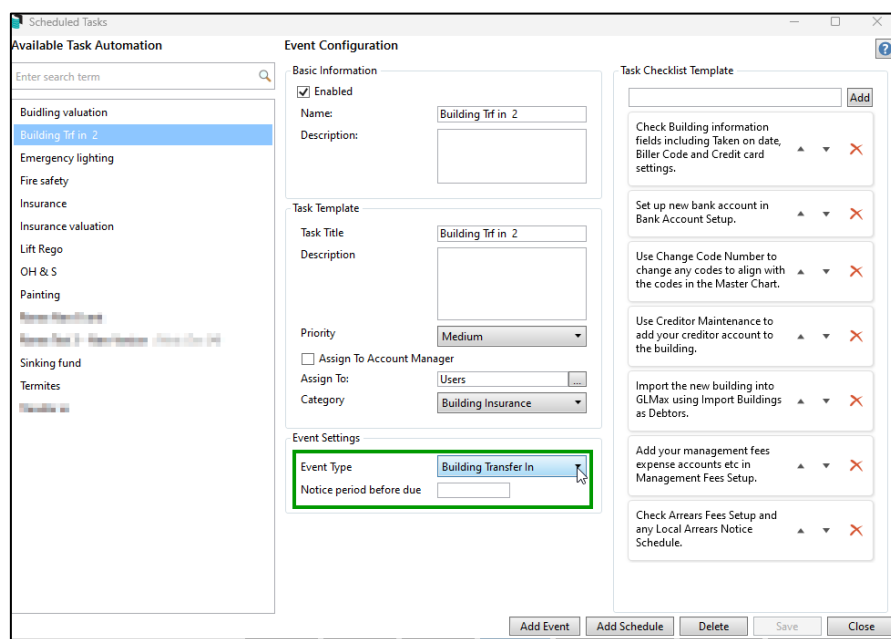 Scheduled Tasks
Available Task Automation
Enter search term
Buidling valuation
Building Trf in 2
Emergency lighting
Fire safety
Insurance
Insurance valuation
Lift Rego
OH & S
Painting
Sinking fund
Termites
Event Configuration
Basic Information
Enabled
Name: Building Trf in 2
Description:
Task Template
Task Title Building Trf in 2
Description
Priority Medium
Assign To Account Manager
Assign To: Users ...
Category Building Insurance
Event Settings
Event Type Building Transfer In
Notice period before due
Task Checklist Template
Add
Check Building information
fields including Taken on date,
Biller Code and Credit card
settings.
Set up new bank account in
Bank Account Setup.
Use Change Code Number to
change any codes to align with
the codes in the Master Chart.
Use Creditor Maintenance to
add your creditor account to
the building.
Import the new building into
GLMax using Import Buildings
as Debtors.
Add your management fees
expense accounts etc in
Management Fees Setup.
Check Arrears Fees Setup and
any Local Arrears Notice
Schedule.
Add Event Add Schedule Delete Save Close